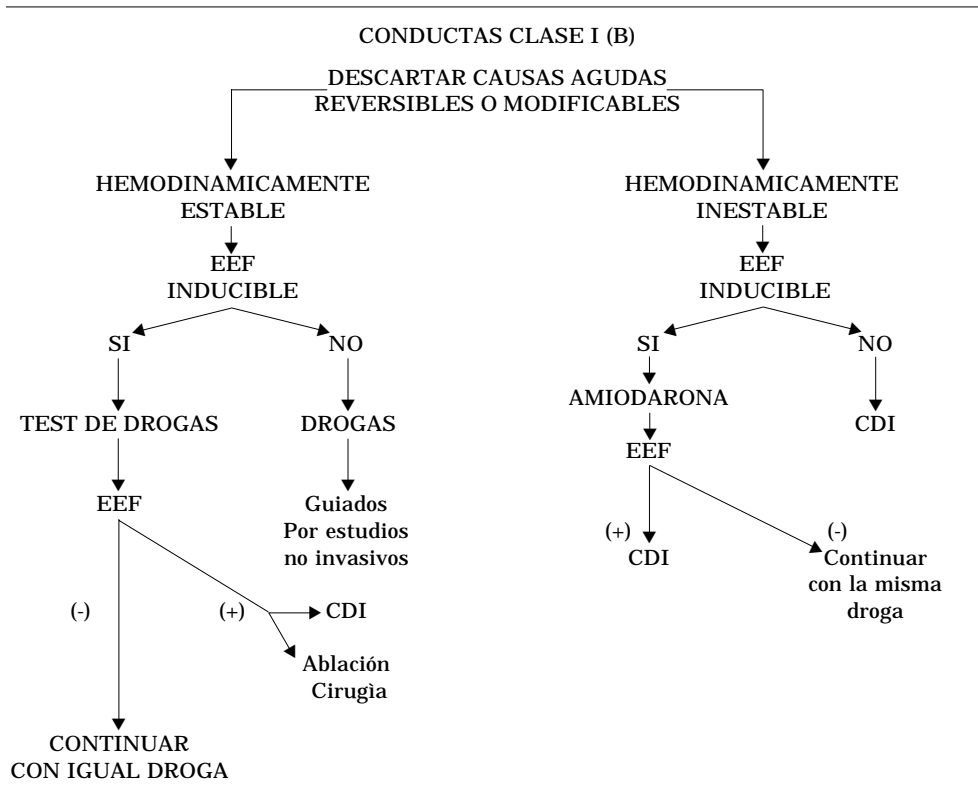 CONDUCTAS CLASE I (B)
DESCARTAR CAUSAS AGUDAS
REVERSIBLES O MODIFICABLES
HEMODINAMICAMENTE
ESTABLE
EEF
INDUCIBLE
SI
NO
TEST DE DROGAS
DROGAS
EEF
Guiados
Por estudios
no invasivos
(-)
(+)
CDI
Ablación
Cirugìa
CONTINUAR
CON IGUAL DROGA
HEMODINAMICAMENTE
INESTABLE
EEF
INDUCIBLE
SI
NO
AMIODARONA
CDI
EEF
(+)
CDI
(-)
Continuar
con la misma
droga